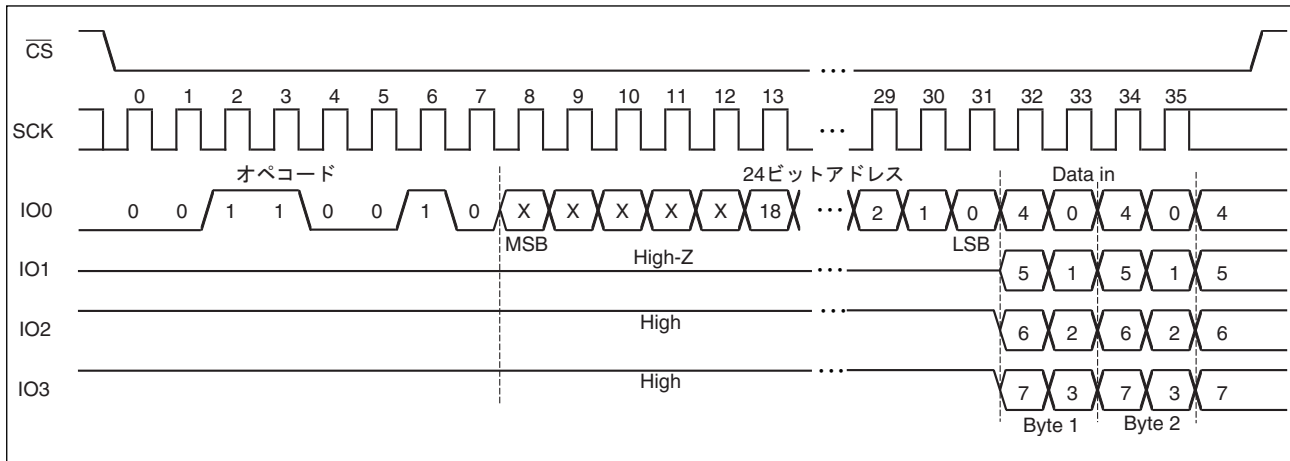 CS
0 1 2 3 4 5 6 7 8 9 10 11 12 13 ... 29 30 31 32 33 34 35
SCK
オペコード 24ビットアドレス Data in
IO0 0 0 1 1 0 0 1 0 X X X X X 18 ... 2 1 0 4 0 4 0 4
MSB LSB
IO1 High-Z 5 1 5 1 5
IO2 High 6 2 6 2 6
IO3 High 7 3 7 3 7
Byte 1 Byte 2